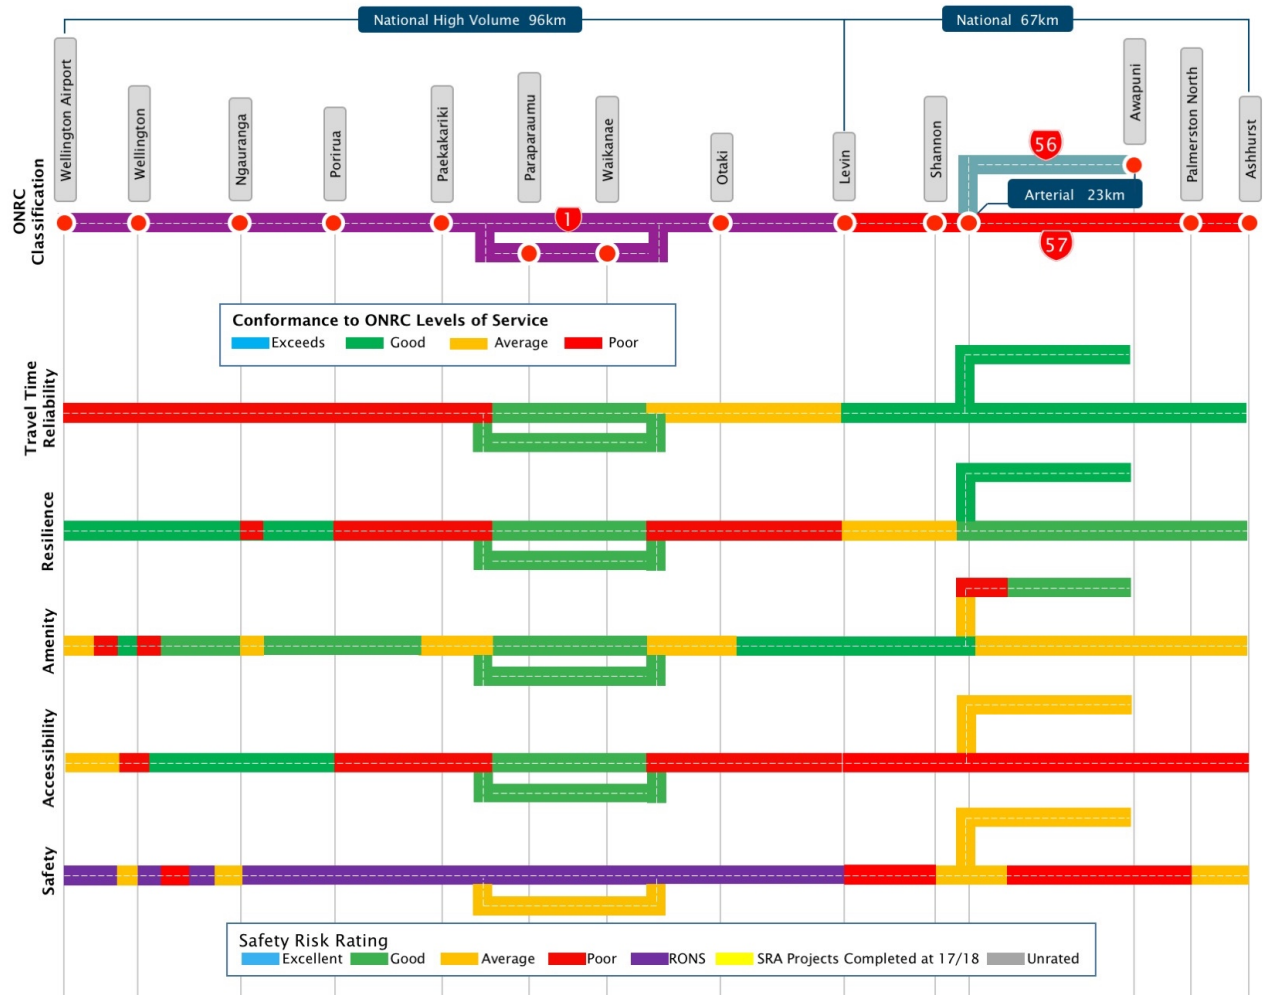 National High Volume 96km
National 67km
Wellington Airport
Wellington
Ngauranga
Porirua
Paekakariki
Paraparaumu
Waikanae
Otaki
Levin
Shannon
Awapuni
Palmerston North
Ashhurst
56
Arterial 23km
ONRC
Classification
1
57
Conformance to ONRC Levels of Service
Exceeds Good Average Poor
Travel Time
Reliability
Resilience
Amenity
Accessibility
Safety
Safety Risk Rating
Excellent Good Average Poor RONS SRA Projects Completed at 17/18 Unrated